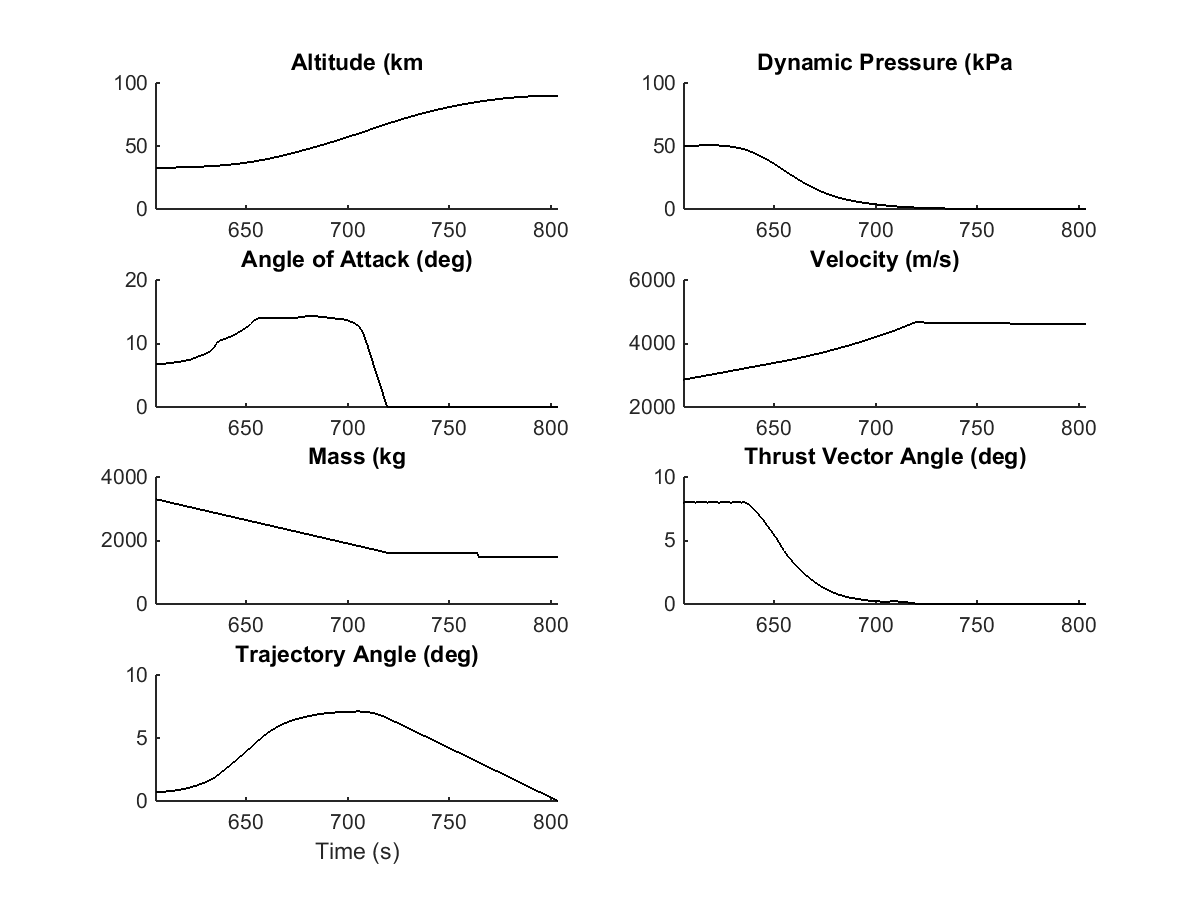 Altitude (km
100
50
0
650 700 750 800
Dynamic Pressure (kPa
100
50
0
650 700 750 800
Angle of Attack (deg)
20
10
0
650 700 750 800
Velocity (m/s)
6000
4000
2000
650 700 750 800
Mass (kg
4000
2000
0
650 700 750 800
Thrust Vector Angle (deg)
10
5
0
650 700 750 800
Trajectory Angle (deg)
10
5
0
650 700 750 800
Time (s)